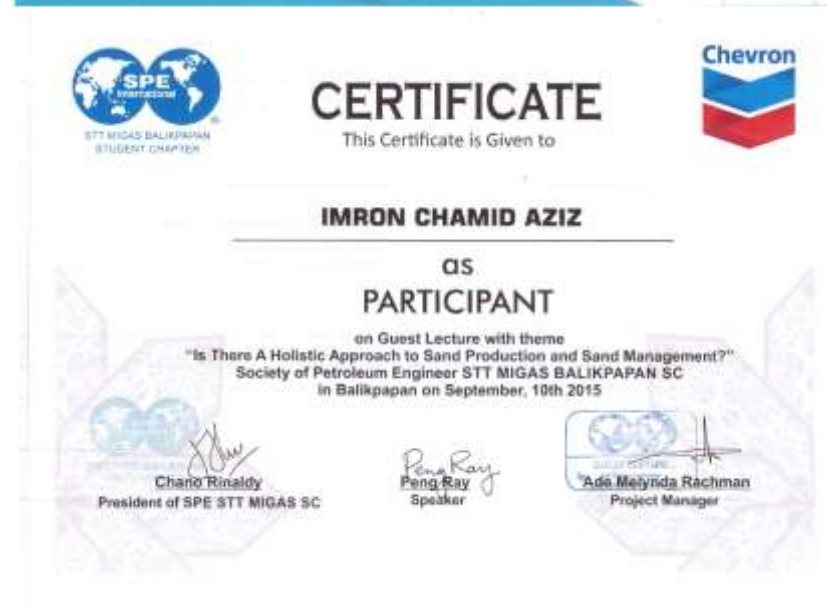 SPE
International
STT MIGAS BALIKPAPAN
STUDENT CHAPTER
Chevron
CERTIFICATE
This Certificate is Given to
IMRON CHAMID AZIZ
as
PARTICIPANT
on Guest Lecture with theme
"Is There A Holistic Approach to Sand Production and Sand Management?"
Society of Petroleum Engineer STT MIGAS BALIKPAPAN SC
in Balikpapan on September, 10th 2015
Peng Ray
Chano Rinaldy
President of SPE STT MIGAS SC
Peng Ray
Speaker
Ade Meiynda Rachman
Project Manager